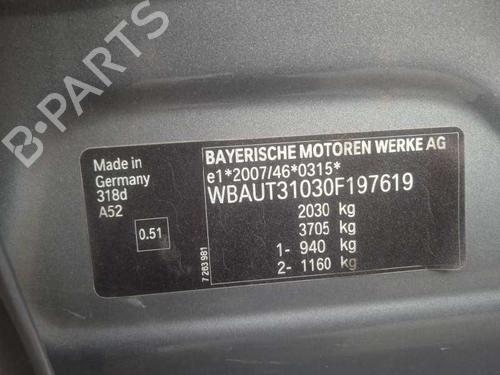 B-PARTS
BAYERISCHE MOTOREN WERKE AG
e1*2007/46*0315*
WBAUT31030F197619
2030 kg
3705 kg
1- 940 kg
2- 1160 kg
Made in
Germany
318d
A52
0.51
7 263 981